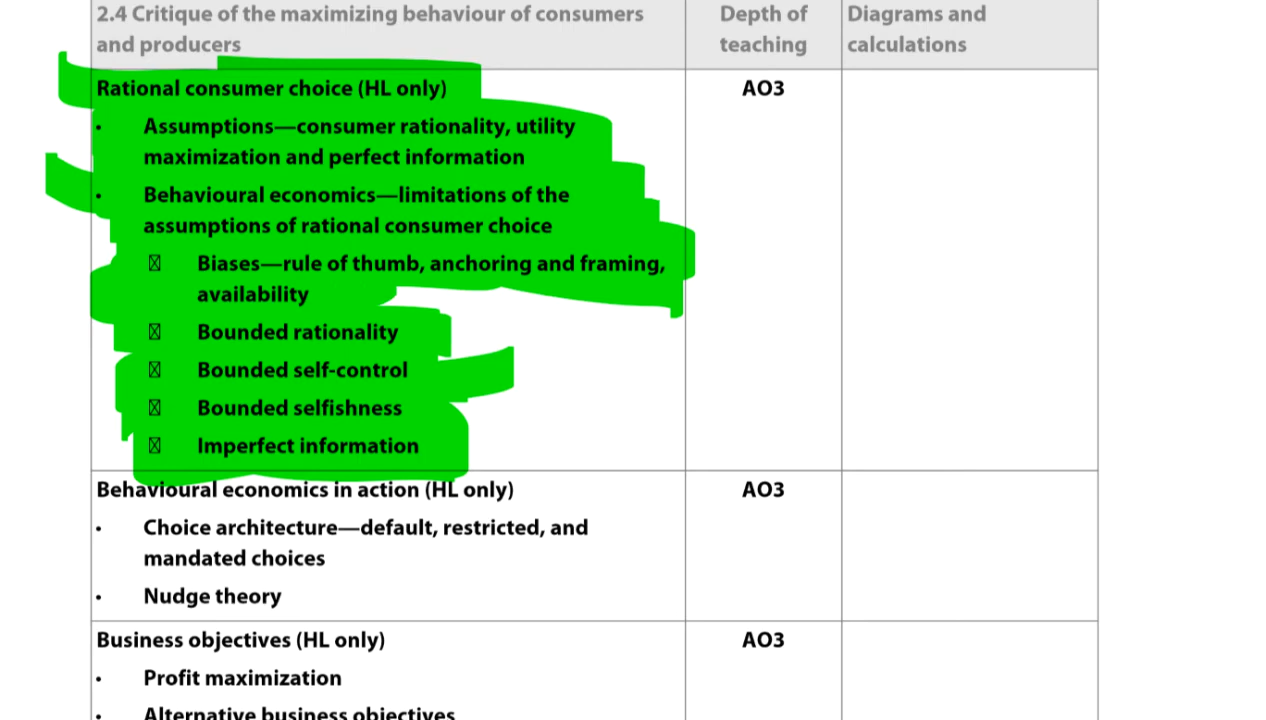 2.4 Critique of the maximizing behaviour of consumers
and producers
Depth of
teaching
Diagrams and
calculations
Rational consumer choice (HL only)
AO3
• Assumptions—consumer rationality, utility
maximization and perfect information
• Behavioural economics—limitations of the
assumptions of rational consumer choice
Biases—rule of thumb, anchoring and framing,
availability
Bounded rationality
Bounded self-control
Bounded selfishness
Imperfect information
Behavioural economics in action (HL only)
AO3
• Choice architecture—default, restricted, and
mandated choices
• Nudge theory
Business objectives (HL only)
AO3
• Profit maximization
• Alternative business objectives